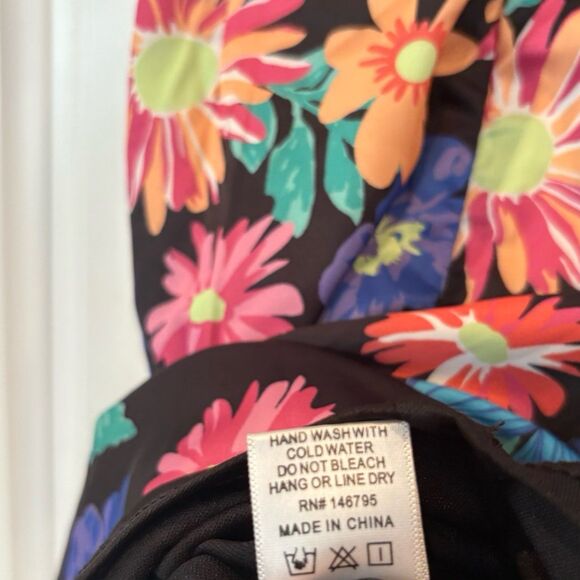 HAND WASH WITH
COLD WATER
DO NOT BLEACH
HANG OR LINE DRY
RN# 146795
MADE IN CHINA